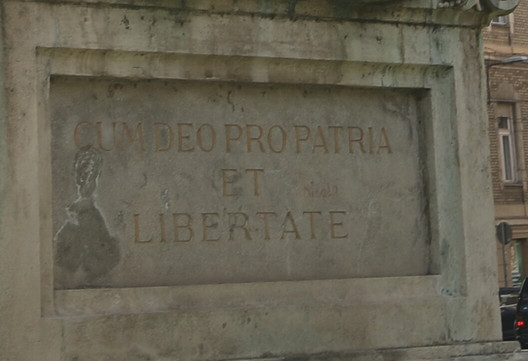 CUM DEO PRO PATRIA
ET
LIBERTATE